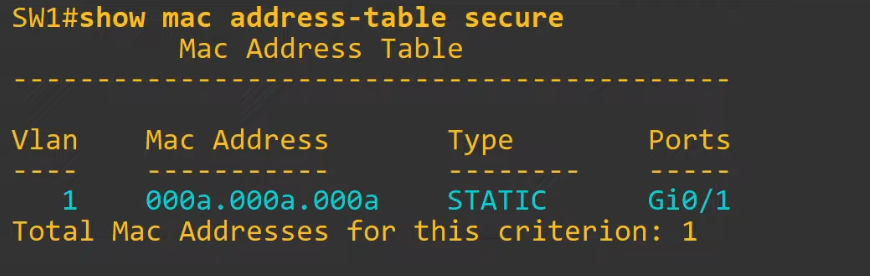 SW1#show mac address-table secure
          Mac Address Table
-------------------------------------------

Vlan    Mac Address       Type        Ports
----    -----------       --------    -----
   1    000a.000a.000a    STATIC      Gi0/1
Total Mac Addresses for this criterion: 1